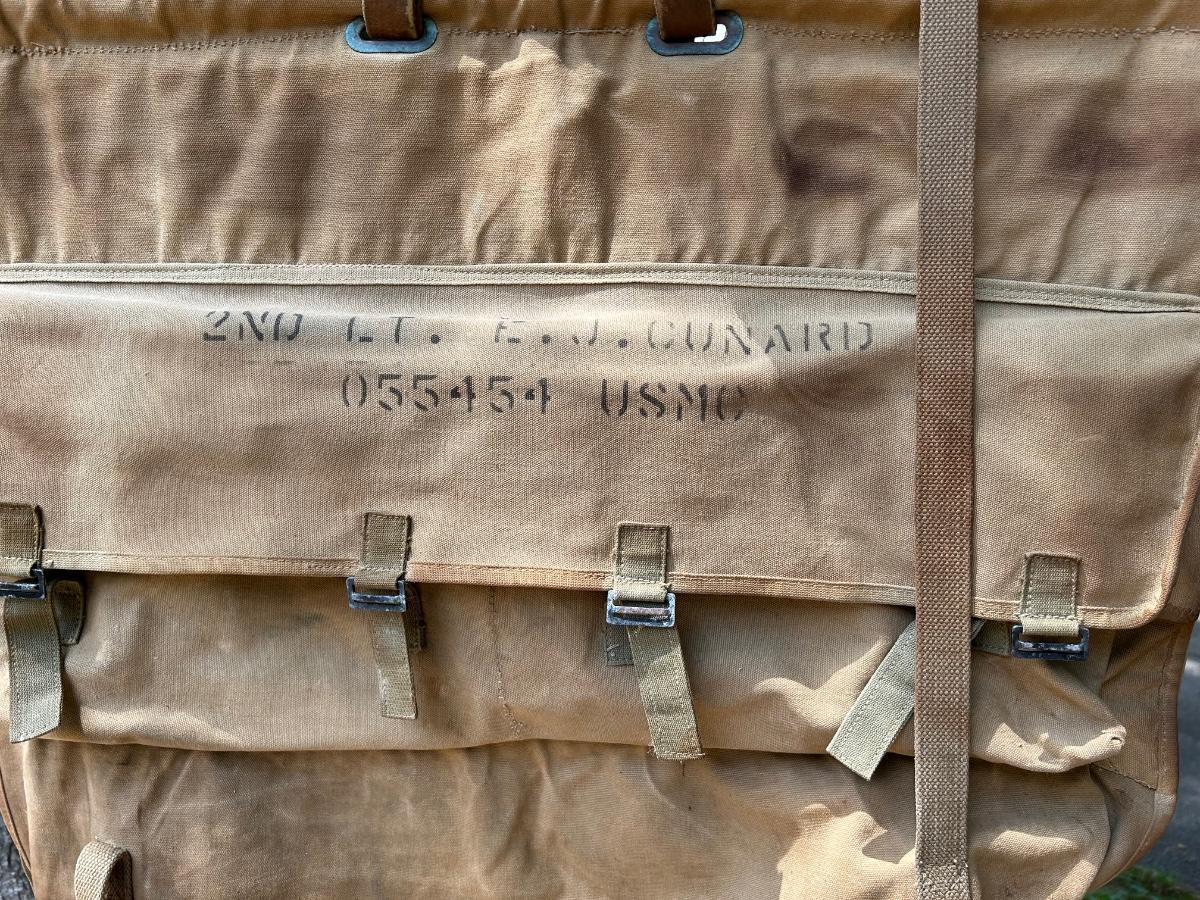 2ND LT. E.J.CUNARD
055454 USMC